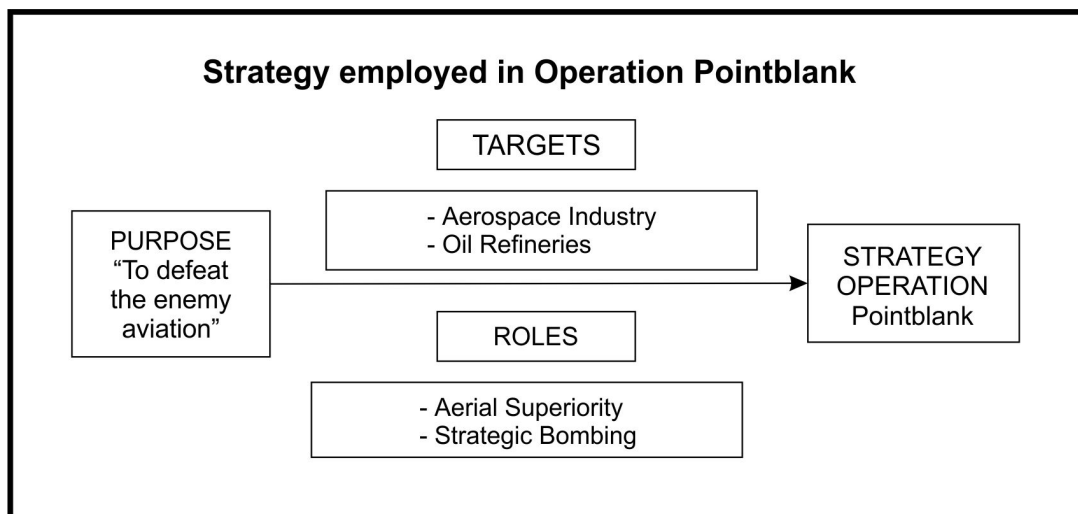 Strategy employed in Operation Pointblank
TARGETS
- Aerospace Industry
- Oil Refineries
PURPOSE
“To defeat
the enemy
aviation”
STRATEGY
OPERATION
Pointblank
ROLES
- Aerial Superiority
- Strategic Bombing